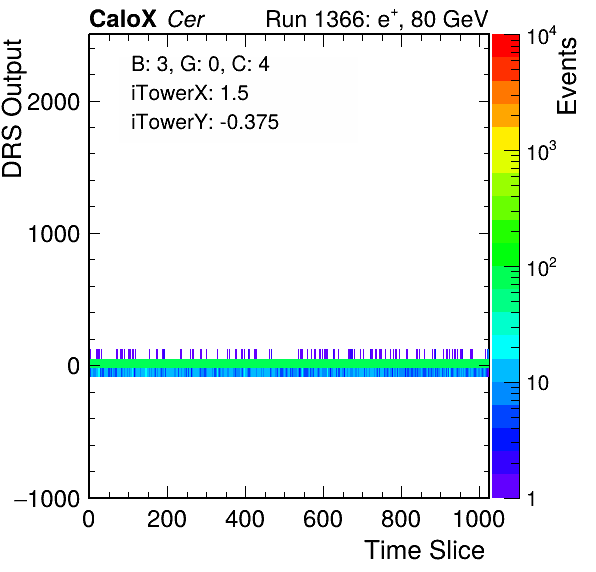 CaloX Cer Run 1366: e+, 80 GeV
B: 3, G: 0, C: 4
iTowerX: 1.5
iTowerY: -0.375
DRS Output
2000
1000
0
−1000
0 200 400 600 800 1000
Time Slice
Events
10^4
10^3
10^2
10
1